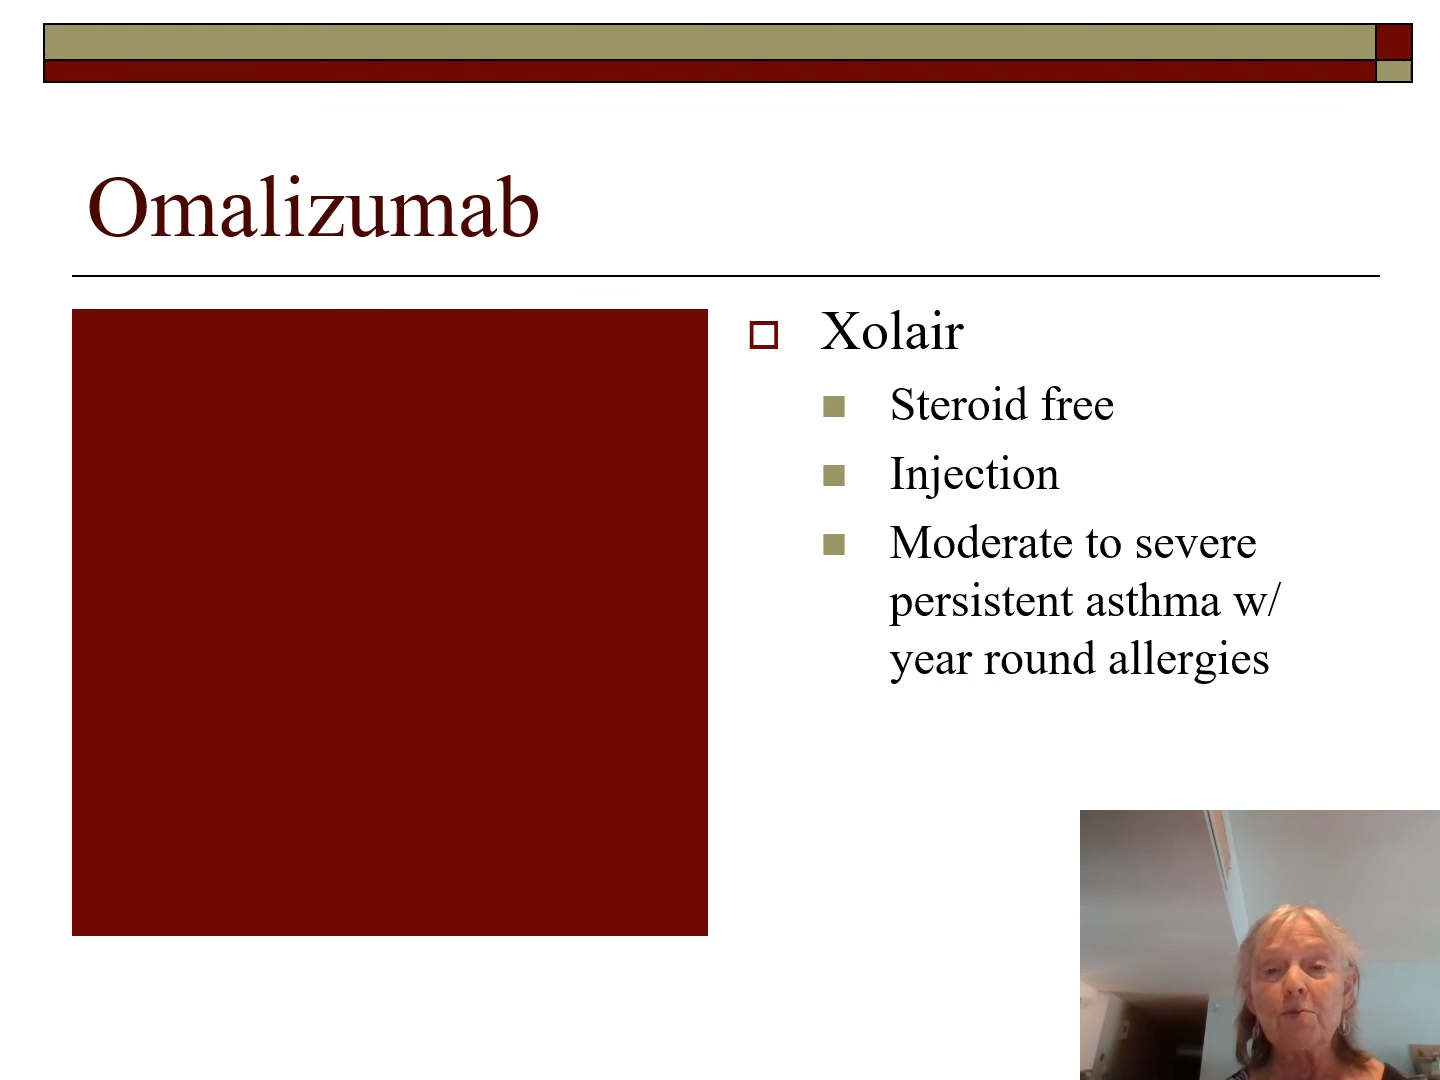 Omalizumab
Xolair
Steroid free
Injection
Moderate to severe
persistent asthma w/
year round allergies